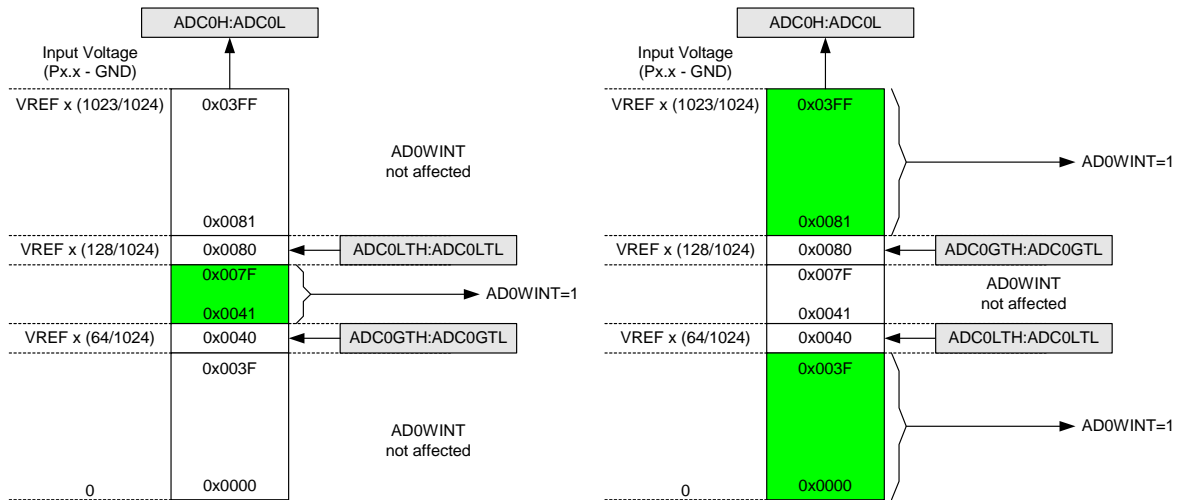 ADC0H:ADC0L
Input Voltage
(Px.x - GND)
VREF x (1023/1024)
0x03FF
AD0WINT
not affected
0x0081
VREF x (128/1024)
0x0080
ADC0LTH:ADC0LTL
0x007F
AD0WINT=1
0x0041
VREF x (64/1024)
0x0040
ADC0GTH:ADC0GTL
0x003F
AD0WINT
not affected
0
0x0000
ADC0H:ADC0L
Input Voltage
(Px.x - GND)
VREF x (1023/1024)
0x03FF
AD0WINT=1
0x0081
VREF x (128/1024)
0x0080
ADC0GTH:ADC0GTL
0x007F
AD0WINT
not affected
0x0041
VREF x (64/1024)
0x0040
ADC0LTH:ADC0LTL
0x003F
AD0WINT=1
0
0x0000